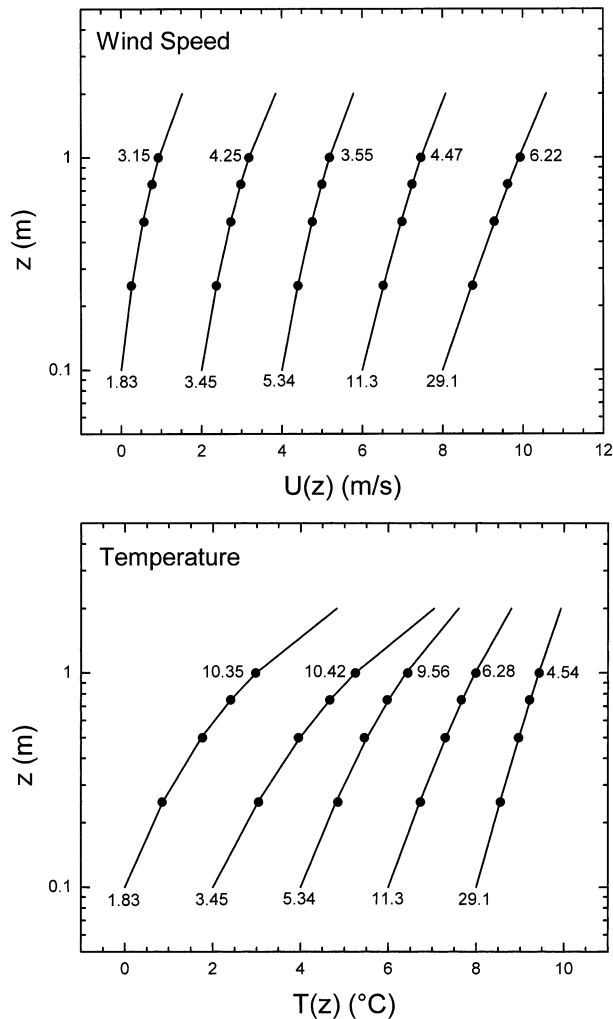 Wind Speed
3.15 4.25 3.55 4.47 6.22
1
0.1
z (m)
1.83 3.45 5.34 11.3 29.1
0 2 4 6 8 10 12
U(z) (m/s)
Temperature
10.35 10.42 9.56 6.28 4.54
1
0.1
z (m)
1.83 3.45 5.34 11.3 29.1
0 2 4 6 8 10
T(z) (°C)